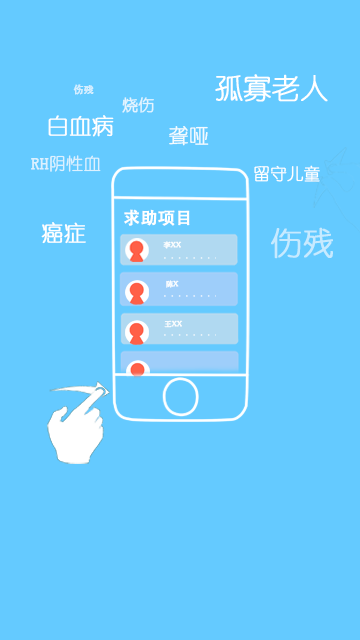 伤残
孤寡老人
烧伤
白血病
聋哑
RH阴性血
留守儿童
癌症
伤残
求助项目
李XX
· · · · · · ·
陈X
· · · · · · · ·
王XX
· · · · · · ·